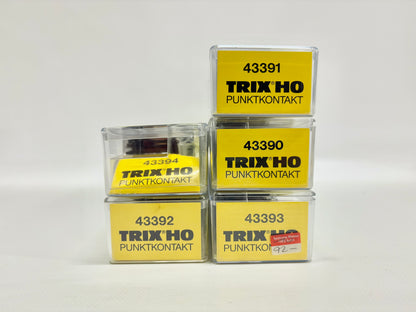 43391
TRIX® HO
PUNKTKONTAKT
43390
TRIX® HO
PUNKTKONTAKT
43394
TRIX® HO
PUNKTKONTAKT
43392
TRIX® HO
PUNKTKONTAKT
43393
TRIX® HO
PUNKTKONTAKT
92